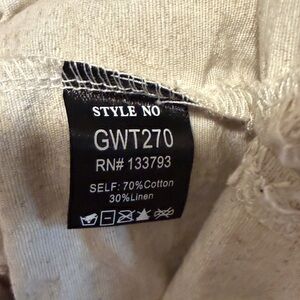 STYLE NO
GWT270
RN# 133793
SELF: 70%Cotton
30%Linen